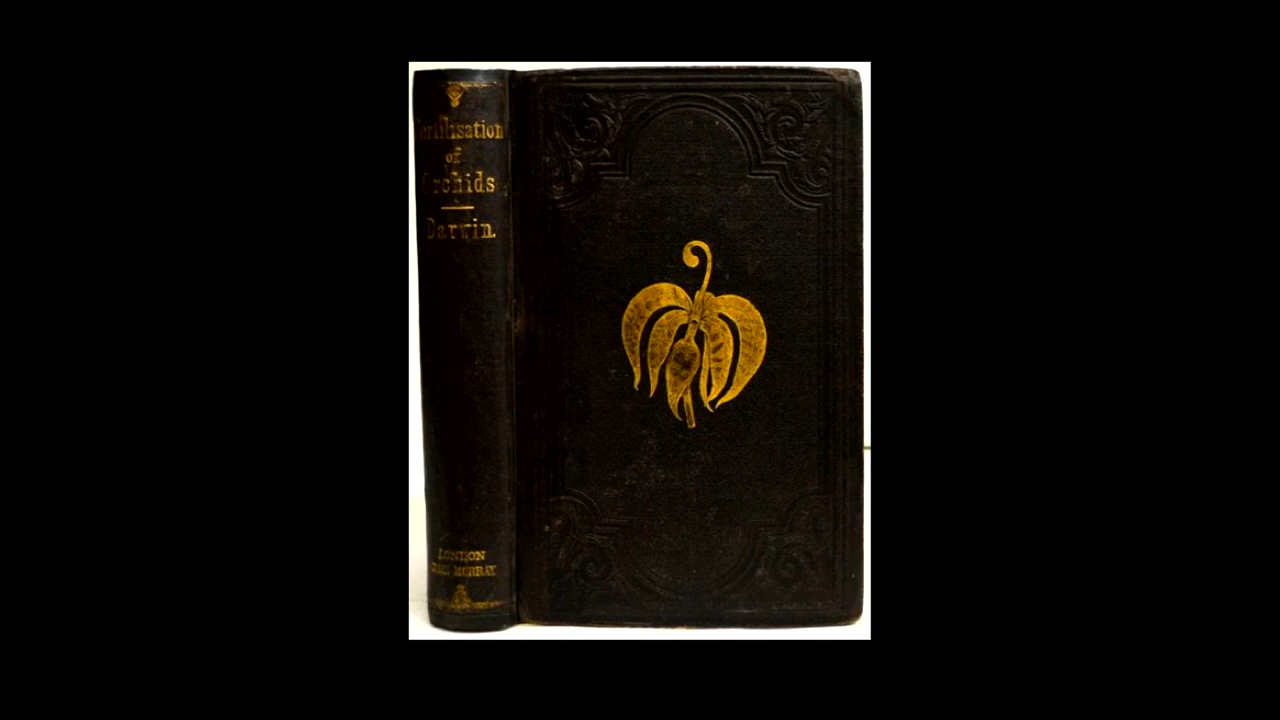 Fertilisation
of
Orchids
Darwin.
LONDON
JOHN MURRAY